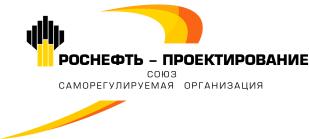 РОСНЕФТЬ – ПРОЕКТИРОВАНИЕ
СОЮЗ
САМОРЕГУЛИРУЕМАЯ ОРГАНИЗАЦИЯ